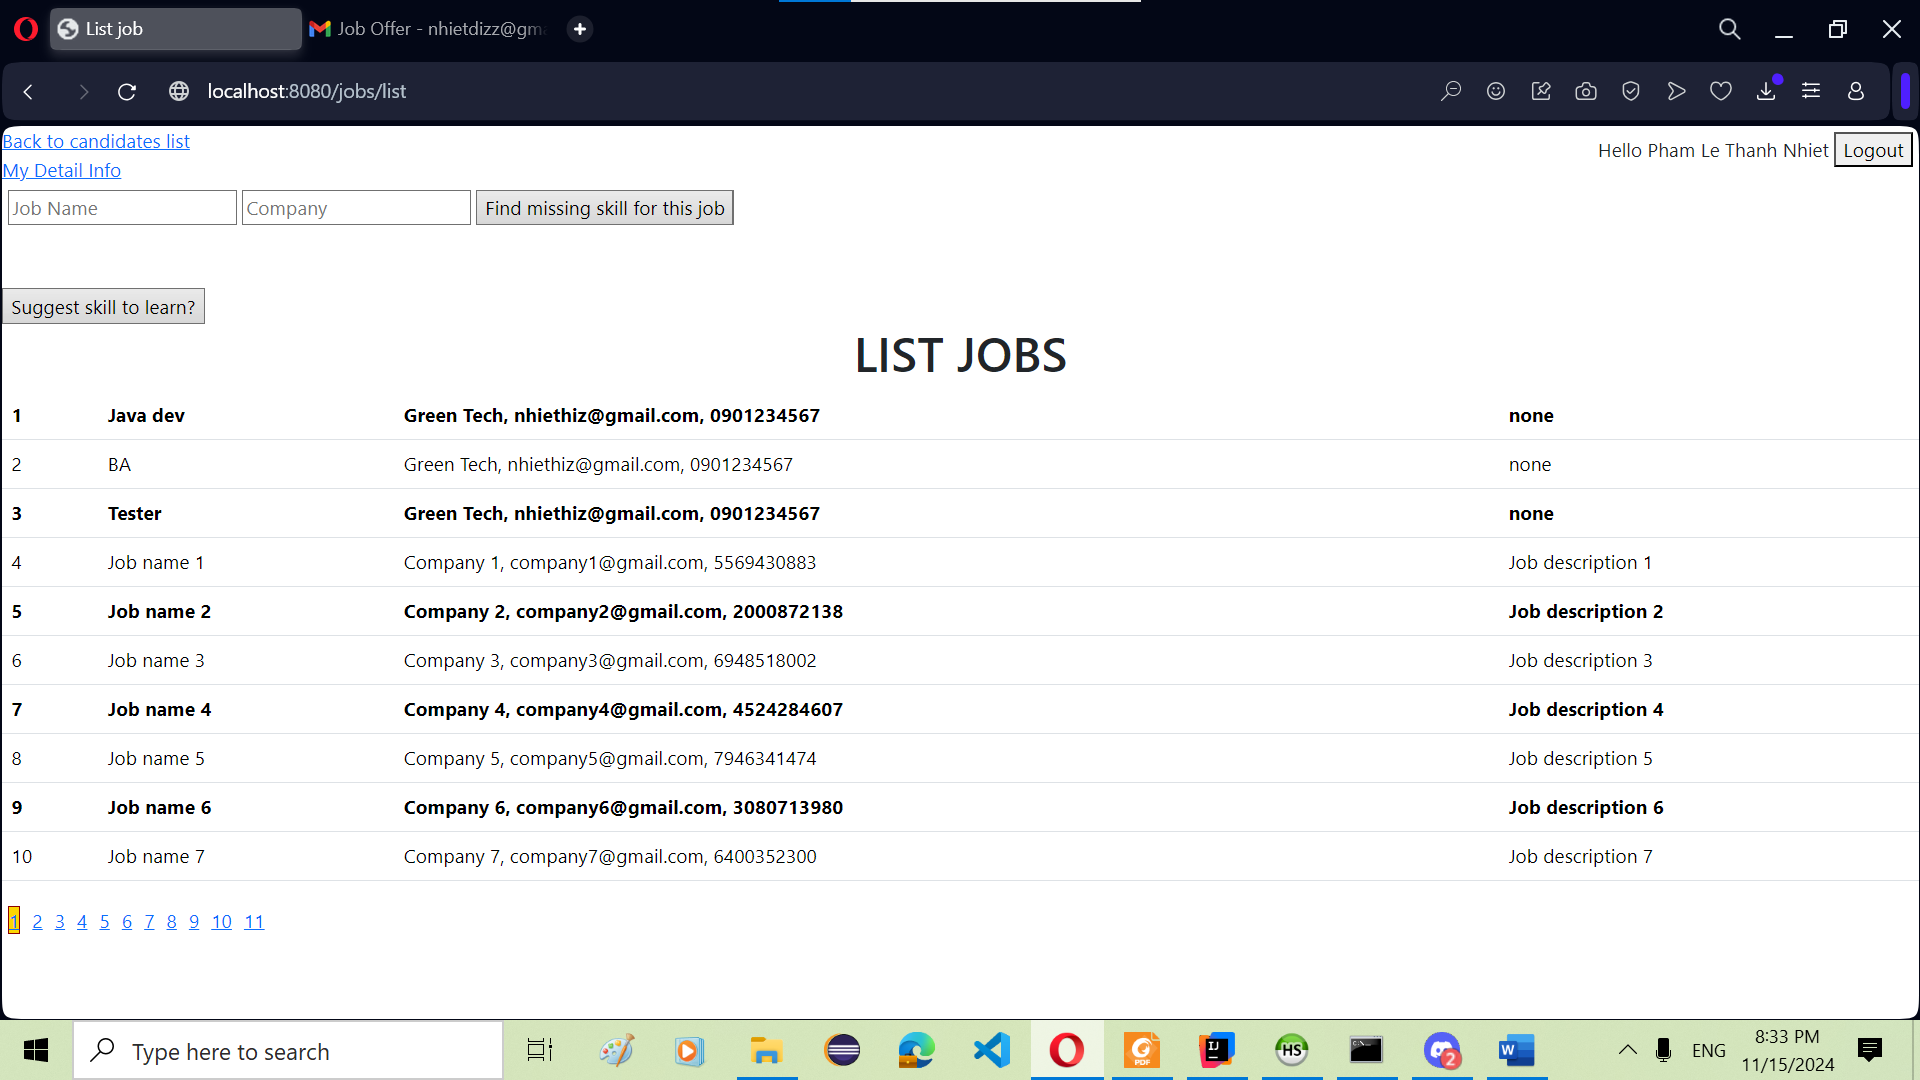 List job
Job Offer - nhietdizz@gm
localhost:8080/jobs/list
Back to candidates list
Hello Pham Le Thanh Nhiet Logout
My Detail Info
Job Name Company Find missing skill for this job
Suggest skill to learn?
LIST JOBS
1 Java dev Green Tech, nhiethiz@gmail.com, 0901234567 none
2 BA Green Tech, nhiethiz@gmail.com, 0901234567 none
3 Tester Green Tech, nhiethiz@gmail.com, 0901234567 none
4 Job name 1 Company 1, company1@gmail.com, 5569430883 Job description 1
5 Job name 2 Company 2, company2@gmail.com, 2000872138 Job description 2
6 Job name 3 Company 3, company3@gmail.com, 6948518002 Job description 3
7 Job name 4 Company 4, company4@gmail.com, 4524284607 Job description 4
8 Job name 5 Company 5, company5@gmail.com, 7946341474 Job description 5
9 Job name 6 Company 6, company6@gmail.com, 3080713980 Job description 6
10 Job name 7 Company 7, company7@gmail.com, 6400352300 Job description 7
1 2 3 4 5 6 7 8 9 10 11
Type here to search
PDF
IJ
HS
2
W
ENG
8:33 PM
11/15/2024